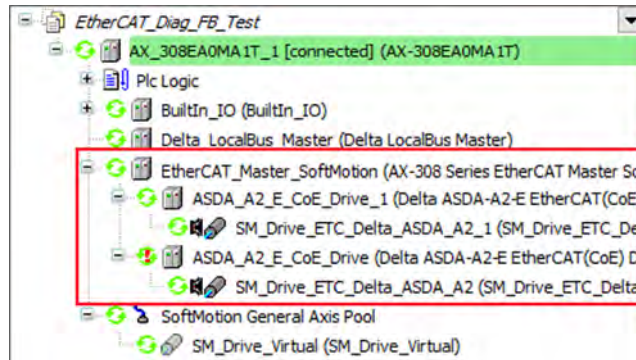 EtherCAT_Diag_FB_Test
AX_308EA0MA1T_1 [connected] (AX-308EA0MA1T)
Plc Logic
BuiltIn_IO (BuiltIn_IO)
Delta_LocalBus_Master (Delta LocalBus Master)
EtherCAT_Master_SoftMotion (AX-308 Series EtherCAT Master So
ASDA_A2_E_CoE_Drive_1 (Delta ASDA-A2-E EtherCAT(CoE
SM_Drive_ETC_Delta_ASDA_A2_1 (SM_Drive_ETC_De
ASDA_A2_E_CoE_Drive (Delta ASDA-A2-E EtherCAT(CoE) D
SM_Drive_ETC_Delta_ASDA_A2 (SM_Drive_ETC_Delta
SoftMotion General Axis Pool
SM_Drive_Virtual (SM_Drive_Virtual)